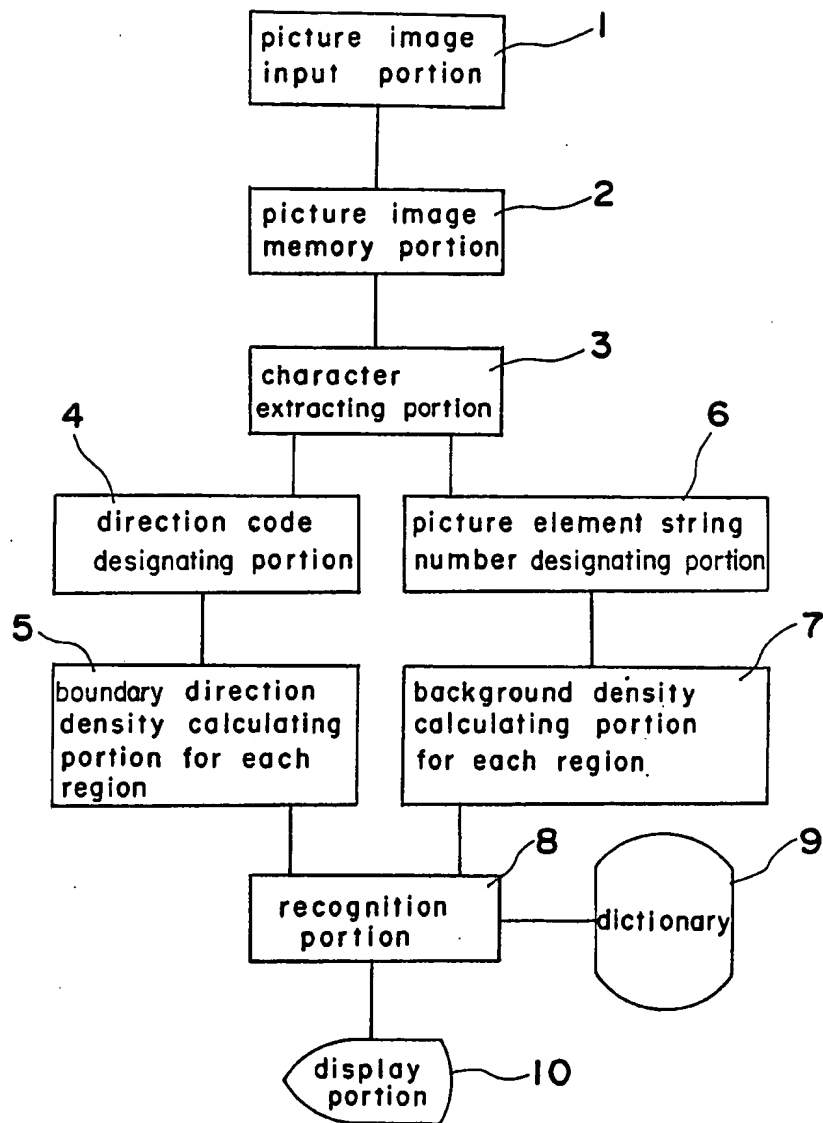 1
picture image
input portion
2
picture image
memory portion
3
character
extracting portion
4
direction code
designating portion
6
picture element string
number designating portion
5
boundary direction
density calculating
portion for each
region
7
background density
calculating portion
for each region
8
recognition
portion
9
dictionary
display
portion
10